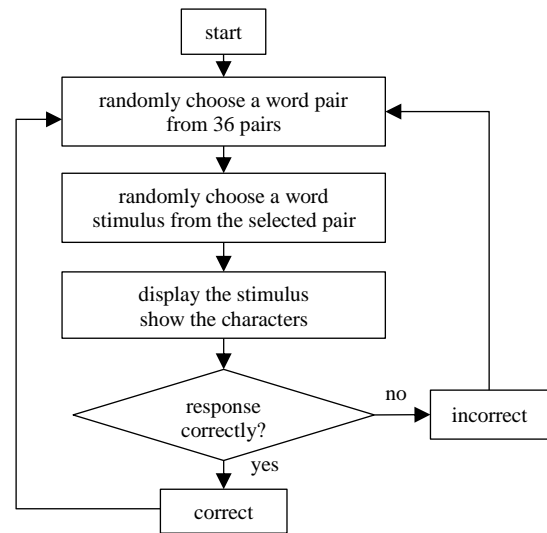 start
randomly choose a word pair
from 36 pairs
randomly choose a word
stimulus from the selected pair
display the stimulus
show the characters
response
correctly?
no
incorrect
yes
correct